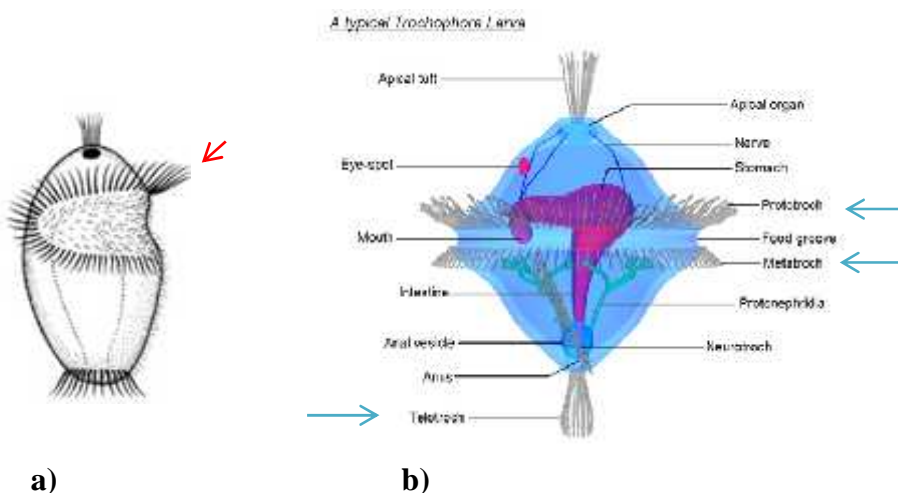 A typical Trochophore Larva
Apical tuft
Apical organ
Nerve
Eye-spot
Stomach
Prototroch
Mouth
Food groove
Metatroch
Intestine
Protonephridia
Anal vesicle
Neurotroch
Anus
Telotroch
a)
b)